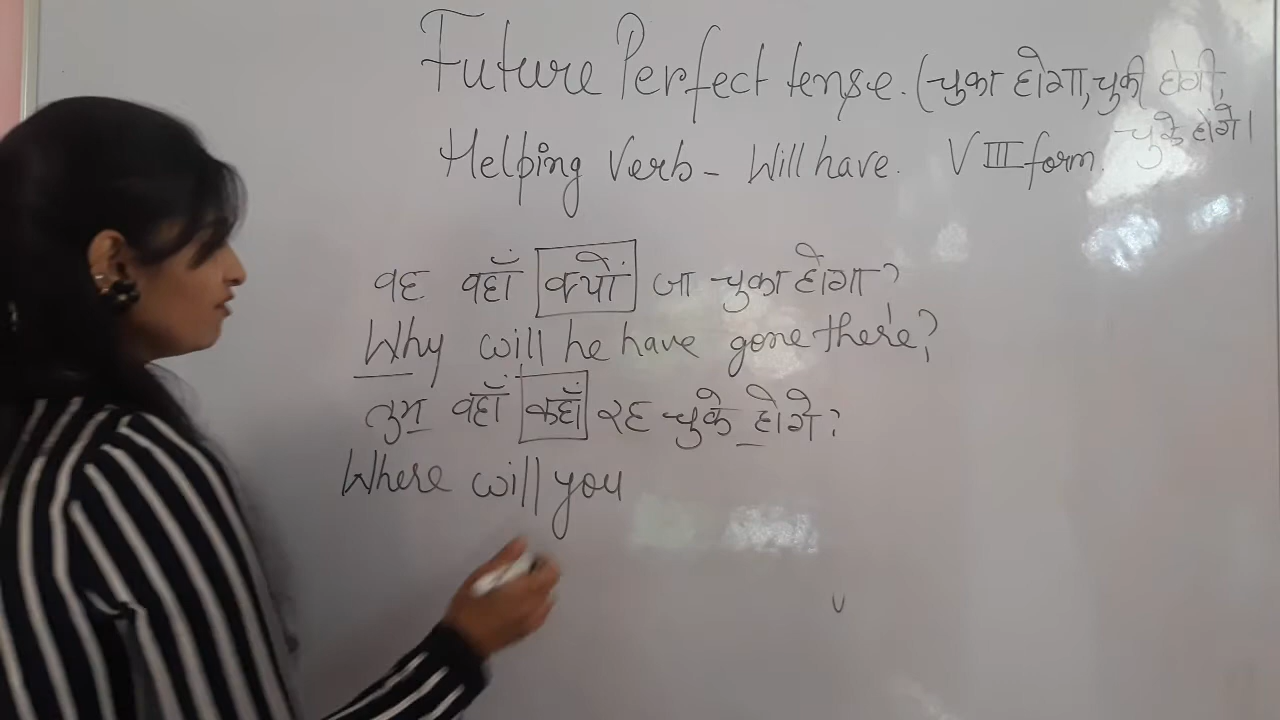 Future Perfect tense. (चुका होगा, चुकी होगी,
चुके होंगे।
Helping Verb - Will have. V III form.
वह वहाँ क्यों जा चुका होगा?
Why will he have gone there?
तुम वहाँ कहाँ रह चुके होगे?
Where will you